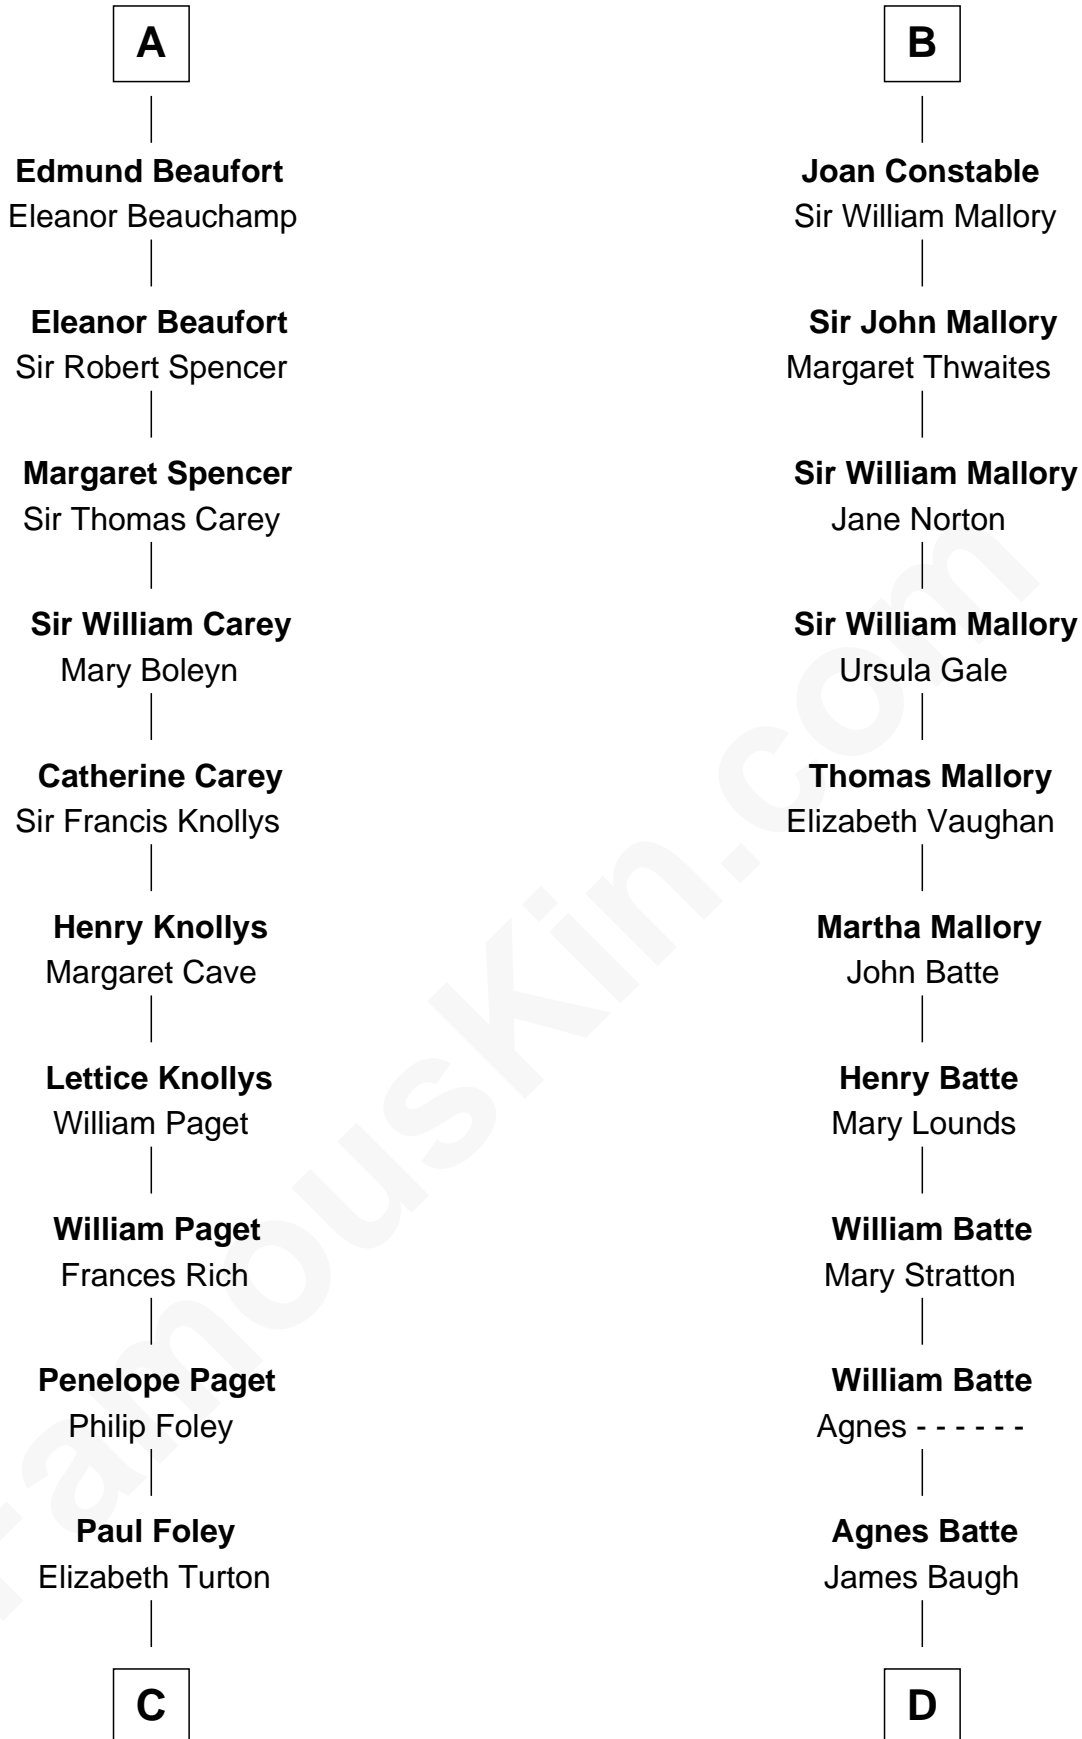 A
Edmund Beaufort
Eleanor Beauchamp
Eleanor Beaufort
Sir Robert Spencer
Margaret Spencer
Sir Thomas Carey
Sir William Carey
Mary Boleyn
Catherine Carey
Sir Francis Knollys
Henry Knollys
Margaret Cave
Lettice Knollys
William Paget
William Paget
Frances Rich
Penelope Paget
Philip Foley
Paul Foley
Elizabeth Turton
C
B
Joan Constable
Sir William Mallory
Sir John Mallory
Margaret Thwaites
Sir William Mallory
Jane Norton
Sir William Mallory
Ursula Gale
Thomas Mallory
Elizabeth Vaughan
Martha Mallory
John Batte
Henry Batte
Mary Lounds
William Batte
Mary Stratton
William Batte
Agnes - - - - - -
Agnes Batte
James Baugh
D
FamousKin.com